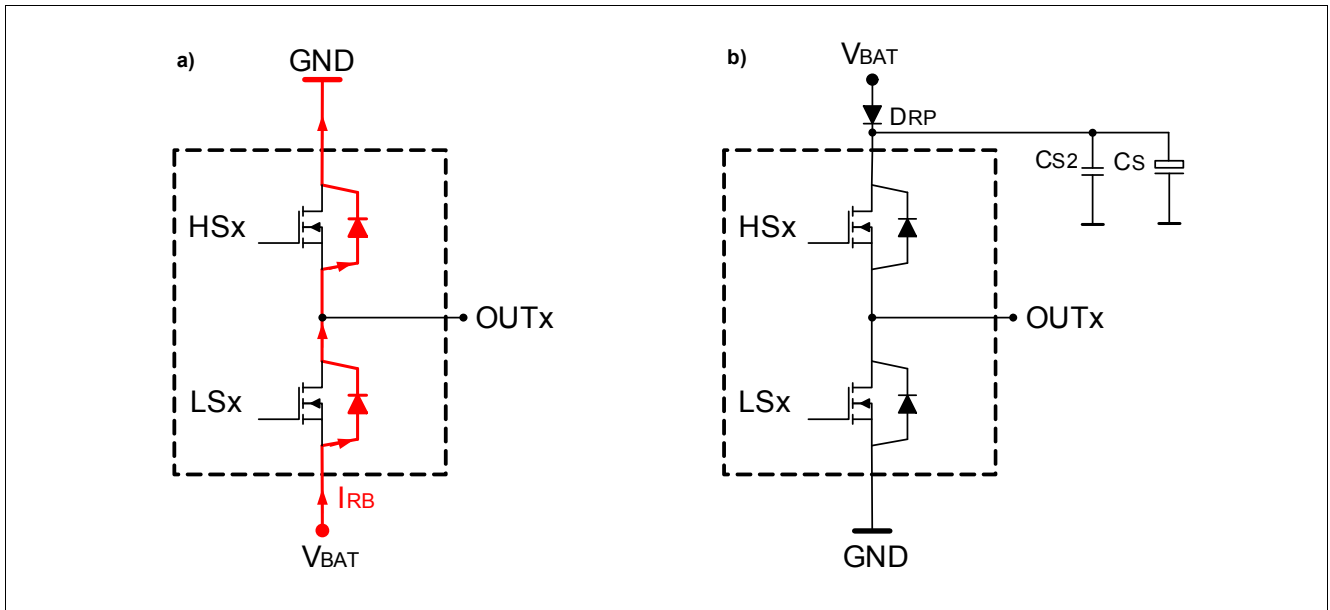 a)
GND
HSx
OUTx
LSx
IRB
VBAT
b)
VBAT
DRP
CS2
CS
HSx
OUTx
LSx
GND